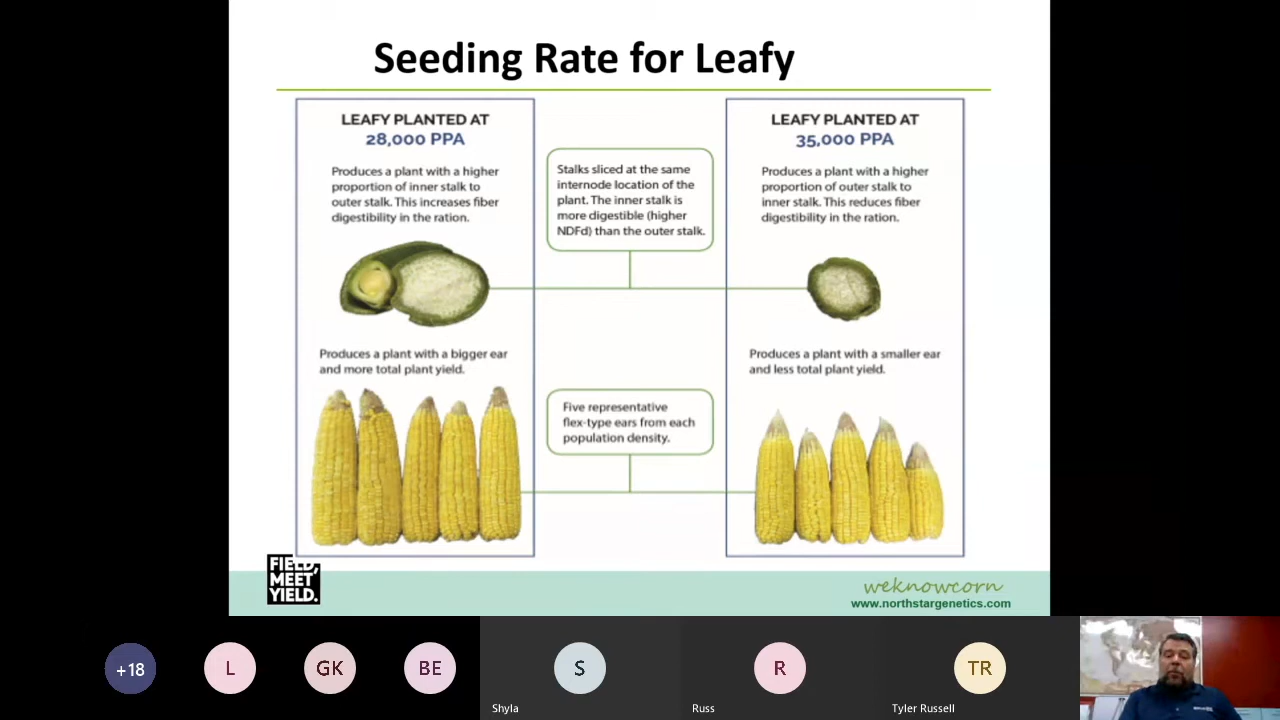 Seeding Rate for Leafy
LEAFY PLANTED AT
28,000 PPA
Produces a plant with a higher
proportion of inner stalk to
outer stalk. This increases fiber
digestibility in the ration.
Stalks sliced at the same
internode location of the
plant. The inner stalk is
more digestible (higher
NDFd) than the outer stalk.
LEAFY PLANTED AT
35,000 PPA
Produces a plant with a higher
proportion of outer stalk to
inner stalk. This reduces fiber
digestibility in the ration.
Produces a plant with a bigger ear
and more total plant yield.
Five representative
flex-type ears from each
population density.
Produces a plant with a smaller ear
and less total plant yield.
FIELD,
MEET
YIELD.
weknowcorn
www.northstargenetics.com
+18
L
GK
BE
S
Shyla
R
Russ
TR
Tyler Russell